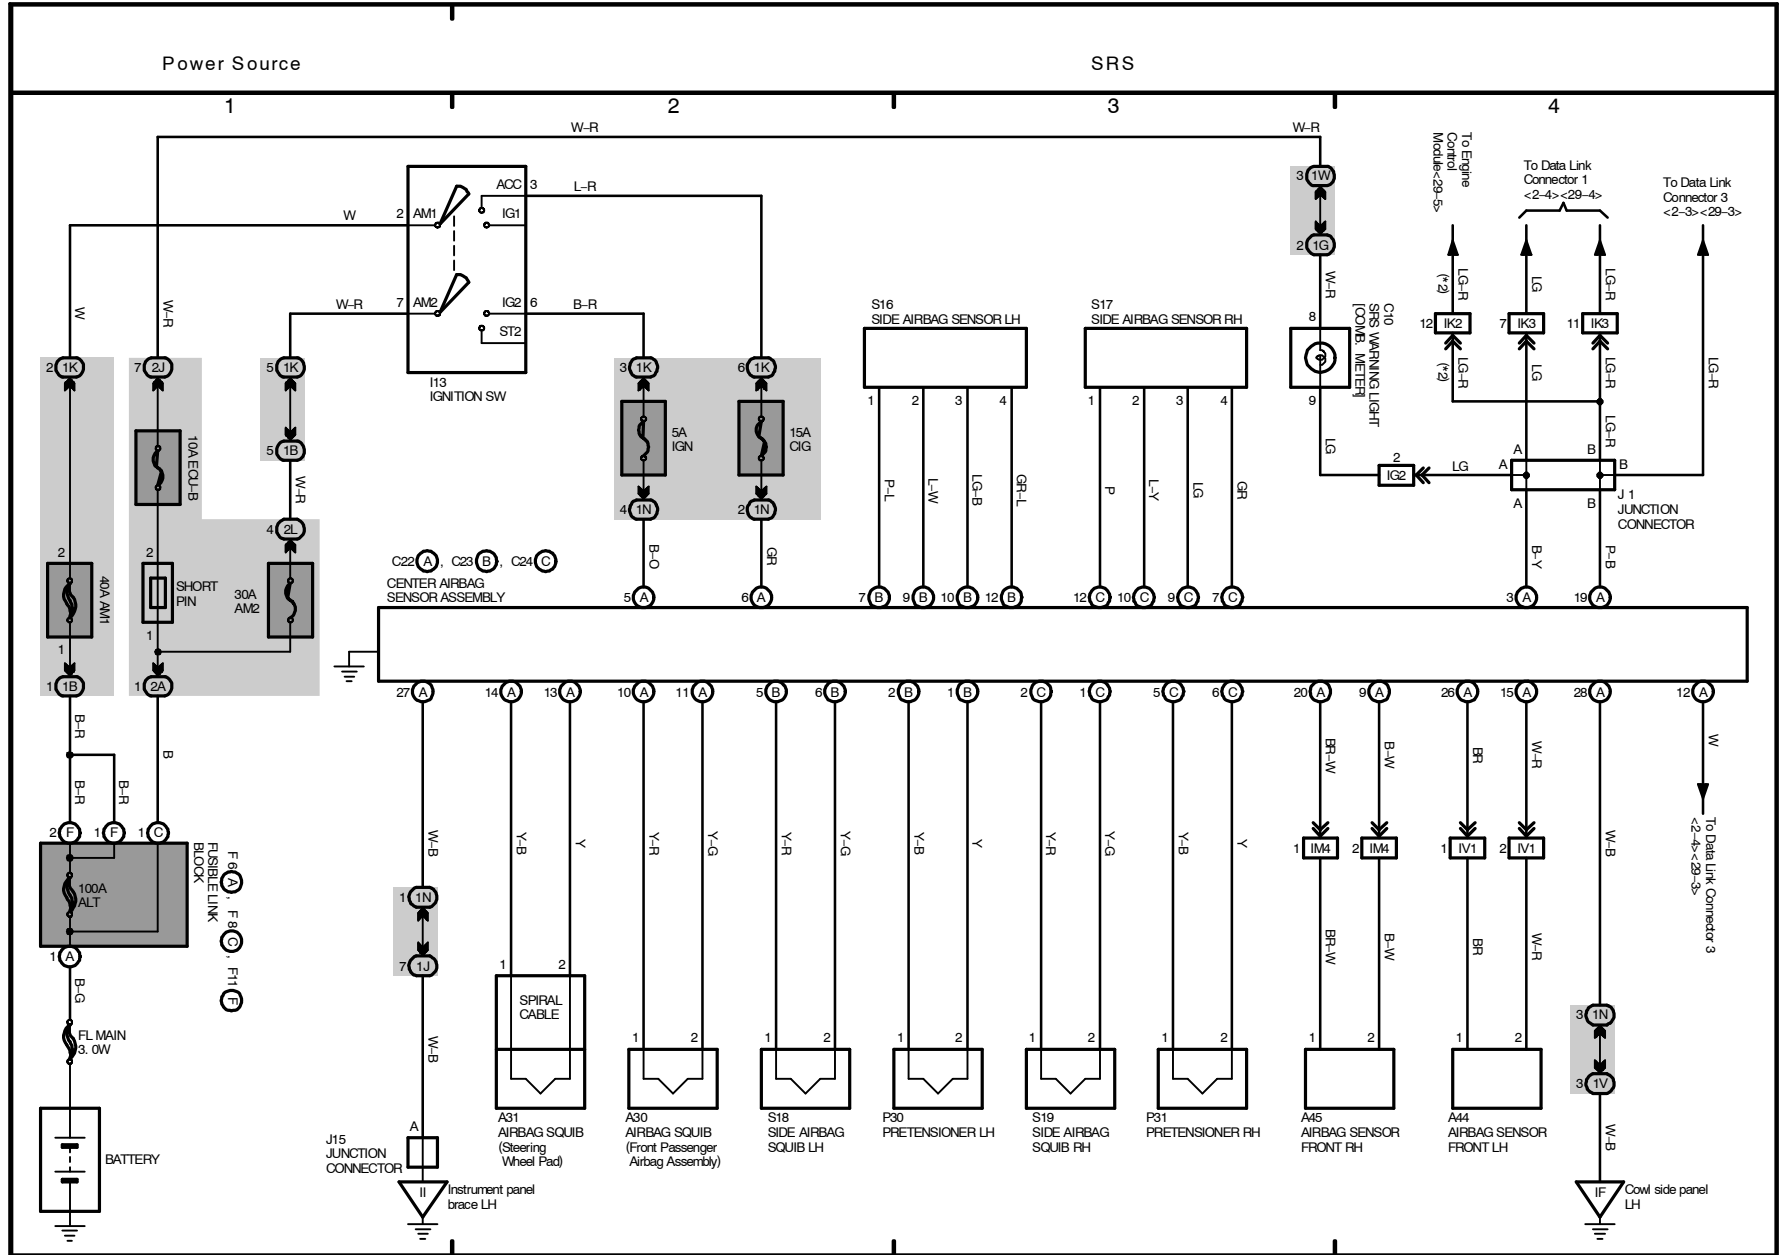 Power Source
SRS
1
2
3
4
W–R
W–R
To Engine
Control
Module<29–5>
To Data Link
Connector 1
<2–4><29–4>
To Data Link
Connector 3
<2–3><29–3>
ACC 3
L–R
3 1W
W
2 AM1
IG1
2 1G
W
W–R
W–R
7 AM2
IG2 6
B–R
ST2
W–R
LG–R
(*2)
LG
LG–R
S16
SIDE AIRBAG SENSOR LH
S17
SIDE AIRBAG SENSOR RH
8
C10
SRS WARNING LIGHT
[COMB. METER]
12 IK2
7 IK3
11 IK3
2 1K
7 2J
5 1K
3 1K
6 1K
I13
IGNITION SW
LG–R
(*2)
LG
LG–R
LG–R
1
2
3
4
1
2
3
4
9
10A ECU–B
5 1B
5A
IGN
15A
CIG
LG
LG–R
A
B
2
IG2
LG
A
B
W–R
P–L
L–W
LG–B
GR–L
P
L–Y
LG
GR
4 1N
2 1N
A
B
J 1
JUNCTION
CONNECTOR
4 2L
2
2
B–O
GR
B–Y
P–B
C22 A , C23 B , C24 C
CENTER AIRBAG
SENSOR ASSEMBLY
40A AM1
SHORT
PIN
30A
AM2
5 A
6 A
7 B
9 B
10 B
12 B
12 C
10 C
9 C
7 C
3 A
19 A
1
1
1 1B
1 2A
27 A
14 A
13 A
10 A
11 A
5 B
6 B
2 B
1 B
2 C
1 C
5 C
6 C
20 A
9 A
26 A
15 A
28 A
12 A
B–R
B
BR–W
B–W
BR
W–R
W
B–R
B–R
2 F
1 F
1 C
W–B
Y–B
Y
Y–R
Y–G
Y–R
Y–G
Y–B
Y
Y–R
Y–G
Y–B
Y
1 IM4
2 IM4
1 IV1
2 IV1
W–B
To Data Link Connector 3
<2–4><29–3>
100A
ALT
F 6 A , F 8 C , F11 F
FUSIBLE LINK
BLOCK
1 1N
1 A
7 1J
BR–W
B–W
BR
W–R
B–G
1
2
SPIRAL
CABLE
FL MAIN
3. 0W
W–B
1
2
1
2
1
2
1
2
1
2
1
2
1
2
3 1N
3 1V
BATTERY
A
J15
JUNCTION
CONNECTOR
A31
AIRBAG SQUIB
(Steering
Wheel Pad)
A30
AIRBAG SQUIB
(Front Passenger
Airbag Assembly)
S18
SIDE AIRBAG
SQUIB LH
P30
PRETENSIONER LH
S19
SIDE AIRBAG
SQUIB RH
P31
PRETENSIONER RH
A45
AIRBAG SENSOR
FRONT RH
A44
AIRBAG SENSOR
FRONT LH
W–B
II
Instrument panel
brace LH
IF
Cowl side panel
LH